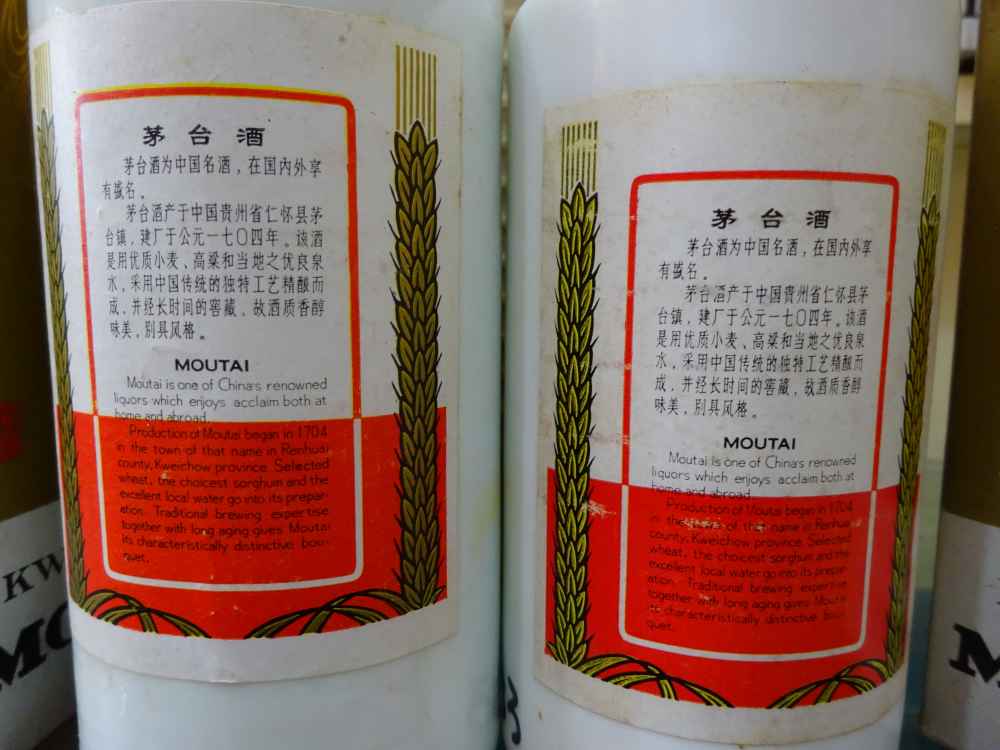 茅台酒
茅台酒为中国名酒，在国内外享
有盛名。
茅台酒产于中国贵州省仁怀县茅
台镇，建厂于公元一七〇四年。该酒
是用优质小麦、高粱和当地之优良泉
水，采用中国传统的独特工艺精酿而
成，并经长时间的窖藏，故酒质香醇
味美，别具风格。
MOUTAI
Moutai is one of China's renowned
liquors which enjoys acclaim both at
home and abroad.
Production of Moutai began in 1704
in the town of that name in Renhuai
county, Kweichow province. Selected
wheat, the choicest sorghum and the
excellent local water go into its prepar-
ation. Traditional brewing expertise
together with long aging gives Moutai
its characteristically distinctive bou-
quet.
茅台酒
茅台酒为中国名酒，在国内外享
有盛名。
茅台酒产于中国贵州省仁怀县茅
台镇，建厂于公元一七〇四年。该酒
是用优质小麦、高粱和当地之优良泉
水，采用中国传统的独特工艺精酿而
成，并经长时间的窖藏，故酒质香醇
味美，别具风格。
MOUTAI
Moutai is one of China's renowned
liquors which enjoys acclaim both at
home and abroad.
Production of Moutai began in 1704
in the town of that name in Renhuai
county, Kweichow province. Selected
wheat, the choicest sorghum and the
excellent local water go into its prepar-
ation. Traditional brewing expertise
together with long aging gives Moutai
its characteristically distinctive bou-
quet.